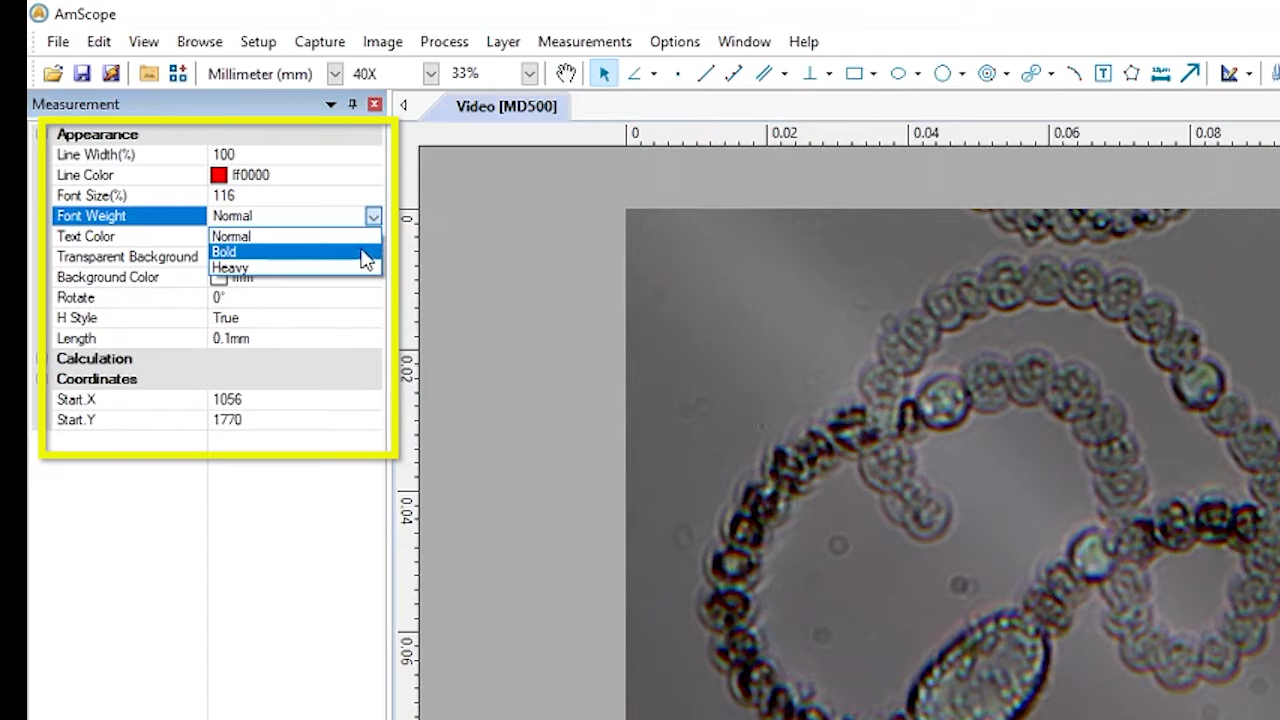 AmScope
File Edit View Browse Setup Capture Image Process Layer Measurements Options Window Help
Millimeter (mm) 40X 33%
Measurement
Video [MD500]
0 0.02 0.04 0.06 0.08
Appearance
Line Width(%) 100
Line Color ff0000
Font Size(%) 116
Font Weight Normal
Text Color Normal
Bold
Transparent Background
Heavy
Background Color
Rotate 0°
H Style True
Length 0.1mm
Calculation
Coordinates
Start.X 1056
Start.Y 1770
0
0.02
0.04
0.06